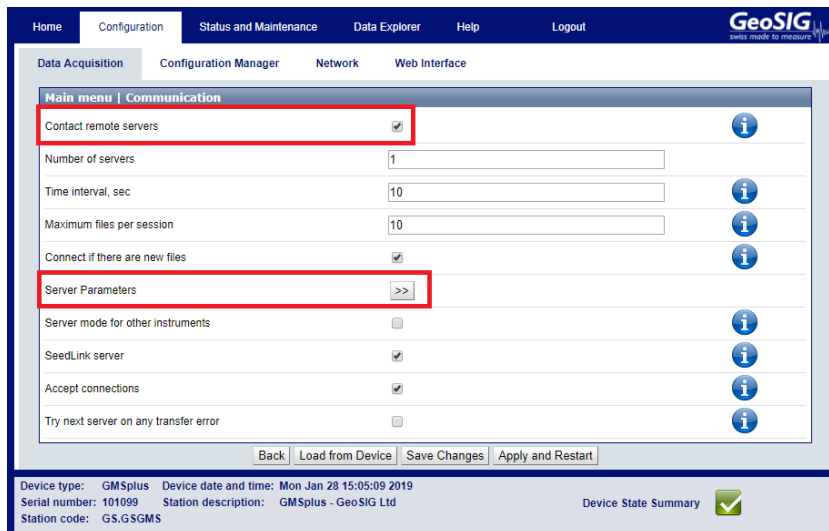 Home Configuration Status and Maintenance Data Explorer Help Logout GeoSIG
swiss made to measure
Data Acquisition Configuration Manager Network Web Interface
Main menu | Communication
Contact remote servers
Number of servers 1
Time interval, sec 10
Maximum files per session 10
Connect if there are new files
Server Parameters >>
Server mode for other instruments
SeedLink server
Accept connections
Try next server on any transfer error
Back Load from Device Save Changes Apply and Restart
Device type: GMSplus Device date and time: Mon Jan 28 15:05:09 2019
Serial number: 101099 Station description: GMSplus - GeoSIG Ltd Device State Summary
Station code: GS.GSGMS